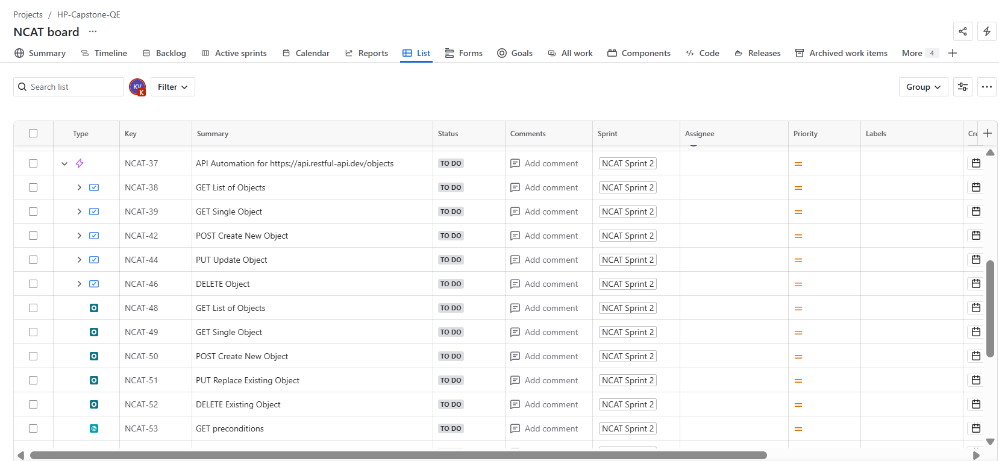 Projects / HP-Capstone-QE
NCAT board
Summary Timeline Backlog Active sprints Calendar Reports List Forms Goals All work Components Code Releases Archived work items More 4
Search list KV K Filter Group
Type Key Summary Status Comments Sprint Assignee Priority Labels Cre
NCAT-37 API Automation for https://api.restful-api.dev/objects TO DO Add comment NCAT Sprint 2
NCAT-38 GET List of Objects TO DO Add comment NCAT Sprint 2
NCAT-39 GET Single Object TO DO Add comment NCAT Sprint 2
NCAT-42 POST Create New Object TO DO Add comment NCAT Sprint 2
NCAT-44 PUT Update Object TO DO Add comment NCAT Sprint 2
NCAT-46 DELETE Object TO DO Add comment NCAT Sprint 2
NCAT-48 GET List of Objects TO DO Add comment NCAT Sprint 2
NCAT-49 GET Single Object TO DO Add comment NCAT Sprint 2
NCAT-50 POST Create New Object TO DO Add comment NCAT Sprint 2
NCAT-51 PUT Replace Existing Object TO DO Add comment NCAT Sprint 2
NCAT-52 DELETE Existing Object TO DO Add comment NCAT Sprint 2
NCAT-53 GET preconditions TO DO Add comment NCAT Sprint 2